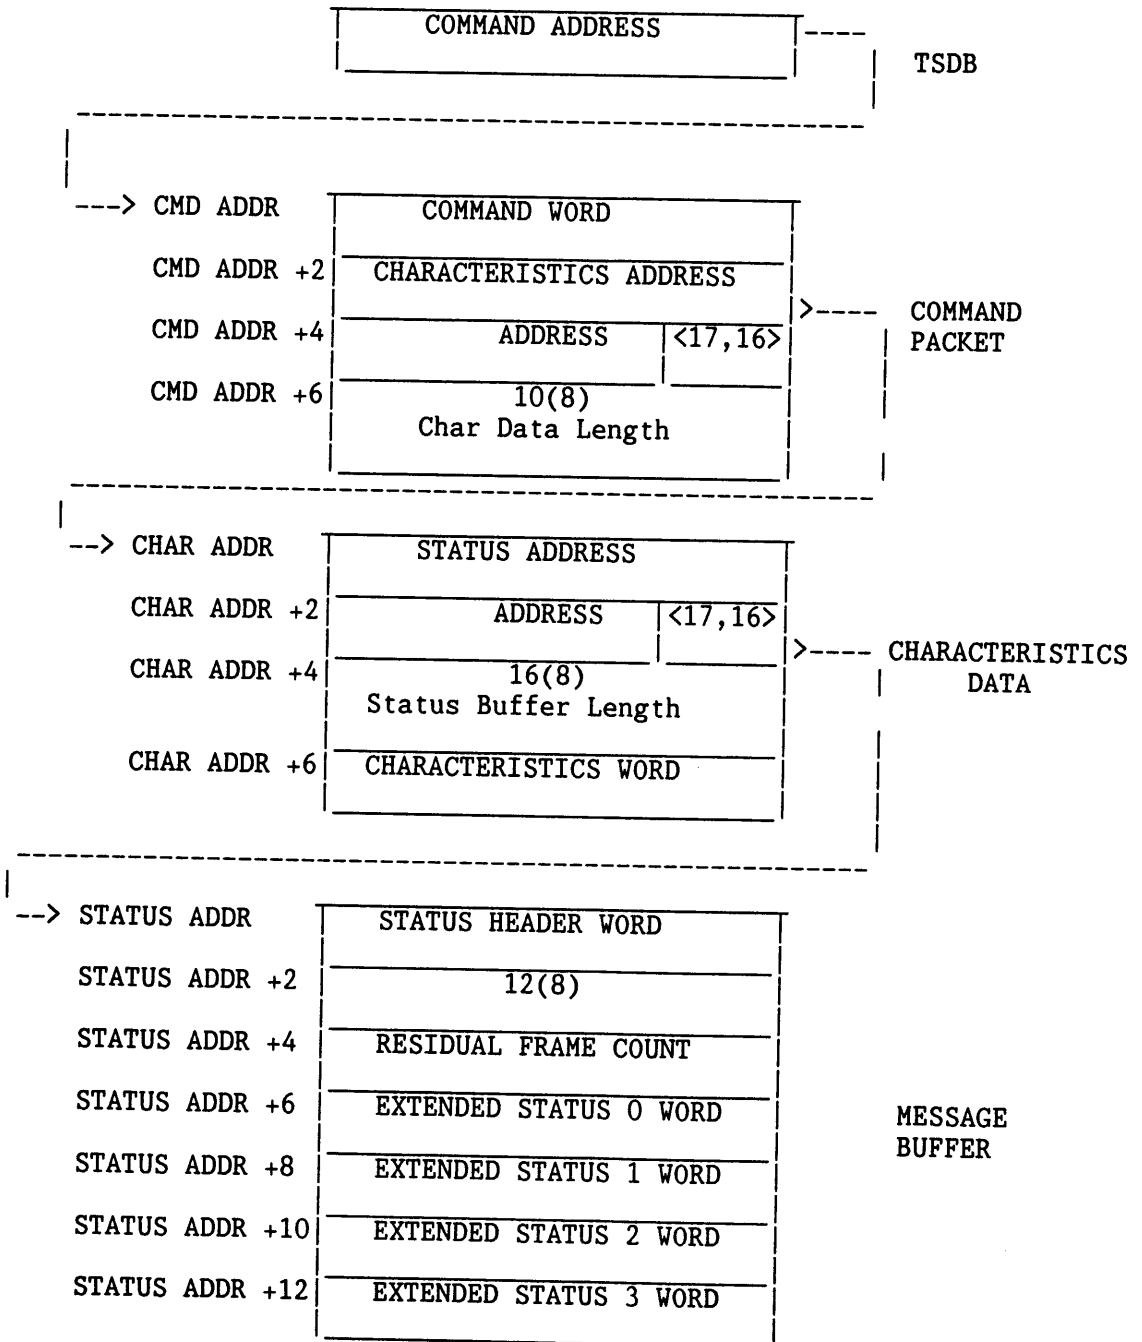 COMMAND ADDRESS
TSDB
---> CMD ADDR COMMAND WORD
CMD ADDR +2 CHARACTERISTICS ADDRESS
>---- COMMAND
CMD ADDR +4 ADDRESS <17,16> PACKET
CMD ADDR +6 10(8)
Char Data Length
--> CHAR ADDR STATUS ADDRESS
CHAR ADDR +2 ADDRESS <17,16>
>---- CHARACTERISTICS
CHAR ADDR +4 16(8) DATA
Status Buffer Length
CHAR ADDR +6 CHARACTERISTICS WORD
--> STATUS ADDR STATUS HEADER WORD
STATUS ADDR +2 12(8)
STATUS ADDR +4 RESIDUAL FRAME COUNT
STATUS ADDR +6 EXTENDED STATUS 0 WORD
MESSAGE
BUFFER
STATUS ADDR +8 EXTENDED STATUS 1 WORD
STATUS ADDR +10 EXTENDED STATUS 2 WORD
STATUS ADDR +12 EXTENDED STATUS 3 WORD